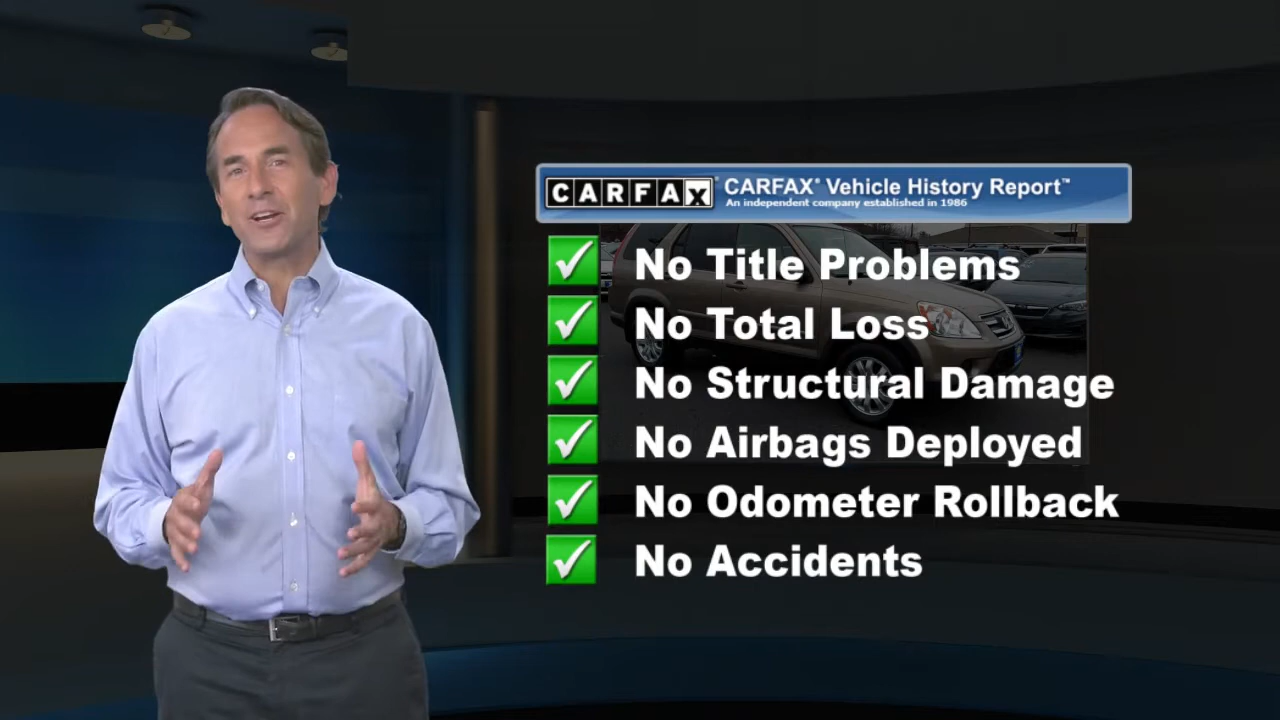 CARFAX® CARFAX® Vehicle History Report™
An independent company established in 1986
No Title Problems
No Total Loss
No Structural Damage
No Airbags Deployed
No Odometer Rollback
No Accidents